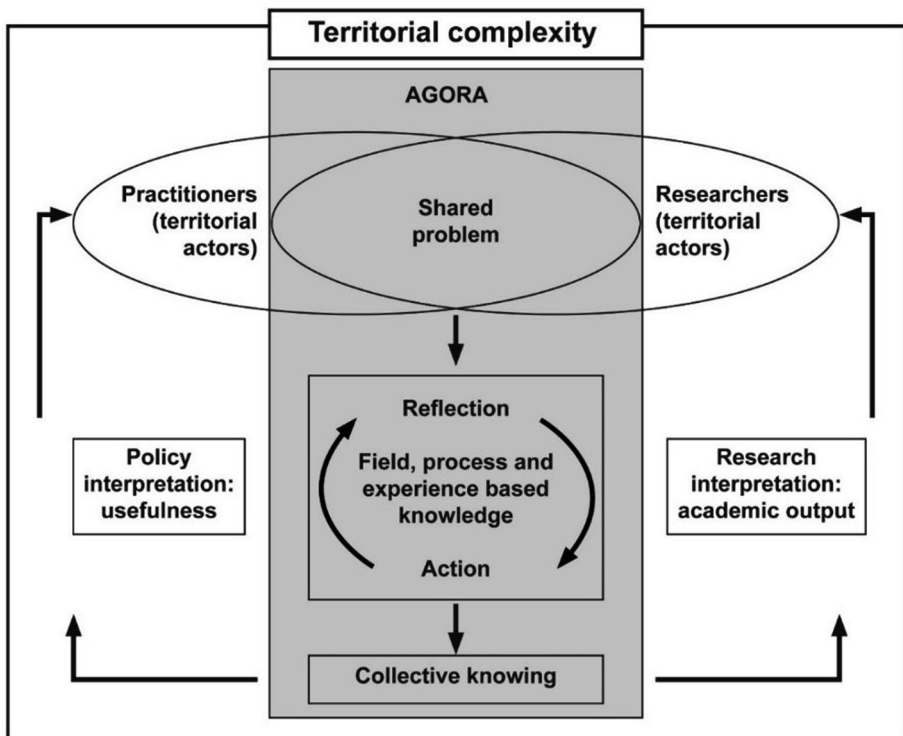 Territorial complexity
AGORA
Practitioners
(territorial
actors)
Shared
problem
Researchers
(territorial
actors)
Reflection
Field, process and
experience based
knowledge
Action
Policy
interpretation:
usefulness
Research
interpretation:
academic output
Collective knowing